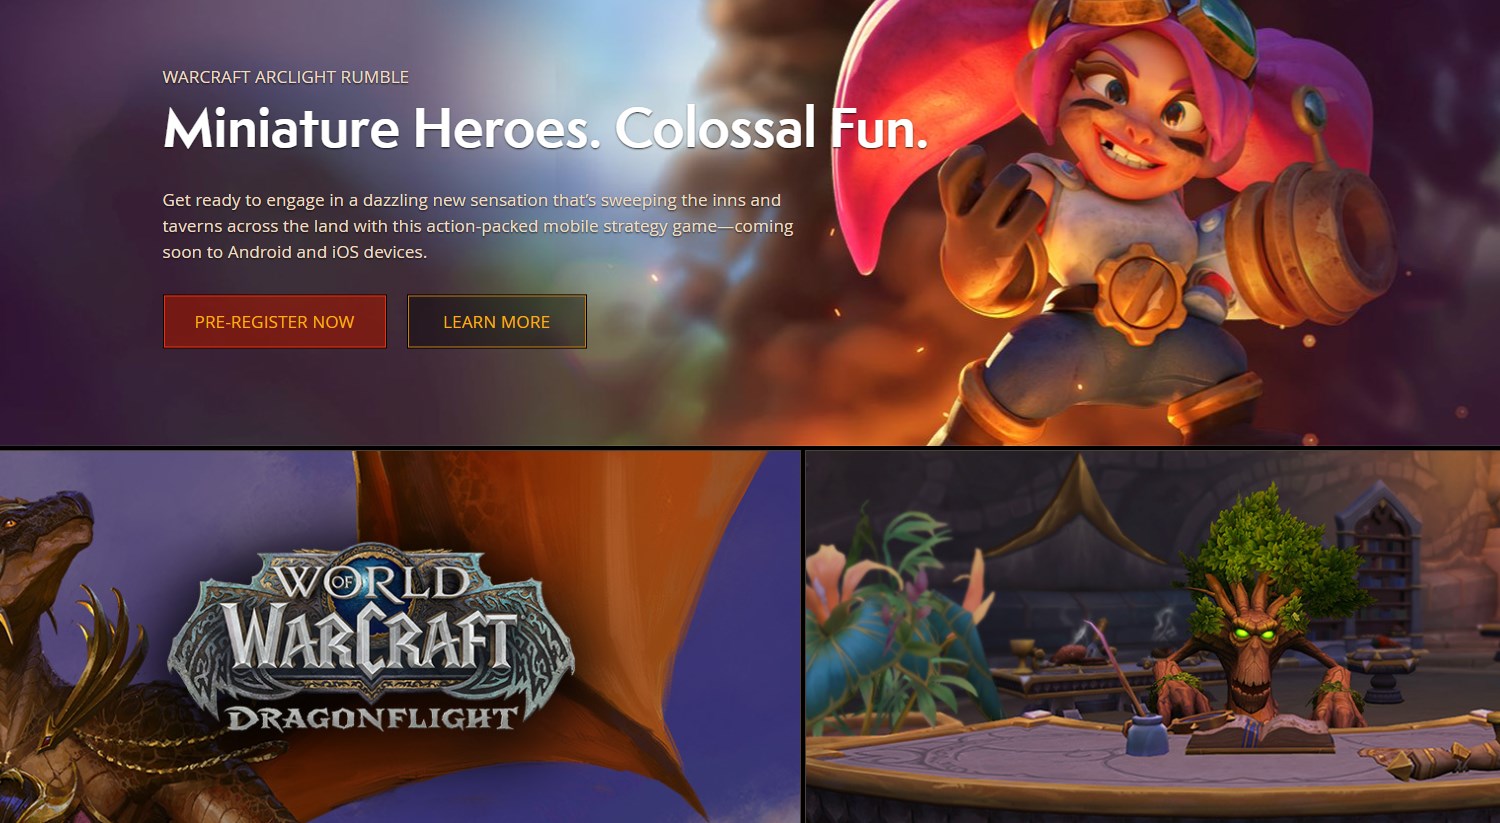 WARCRAFT ARCLIGHT RUMBLE
Miniature Heroes. Colossal Fun.
Get ready to engage in a dazzling new sensation that's sweeping the inns and
taverns across the land with this action-packed mobile strategy game—coming
soon to Android and iOS devices.
PRE-REGISTER NOW
LEARN MORE
WORLD
OF
WARCRAFT
DRAGONFLIGHT